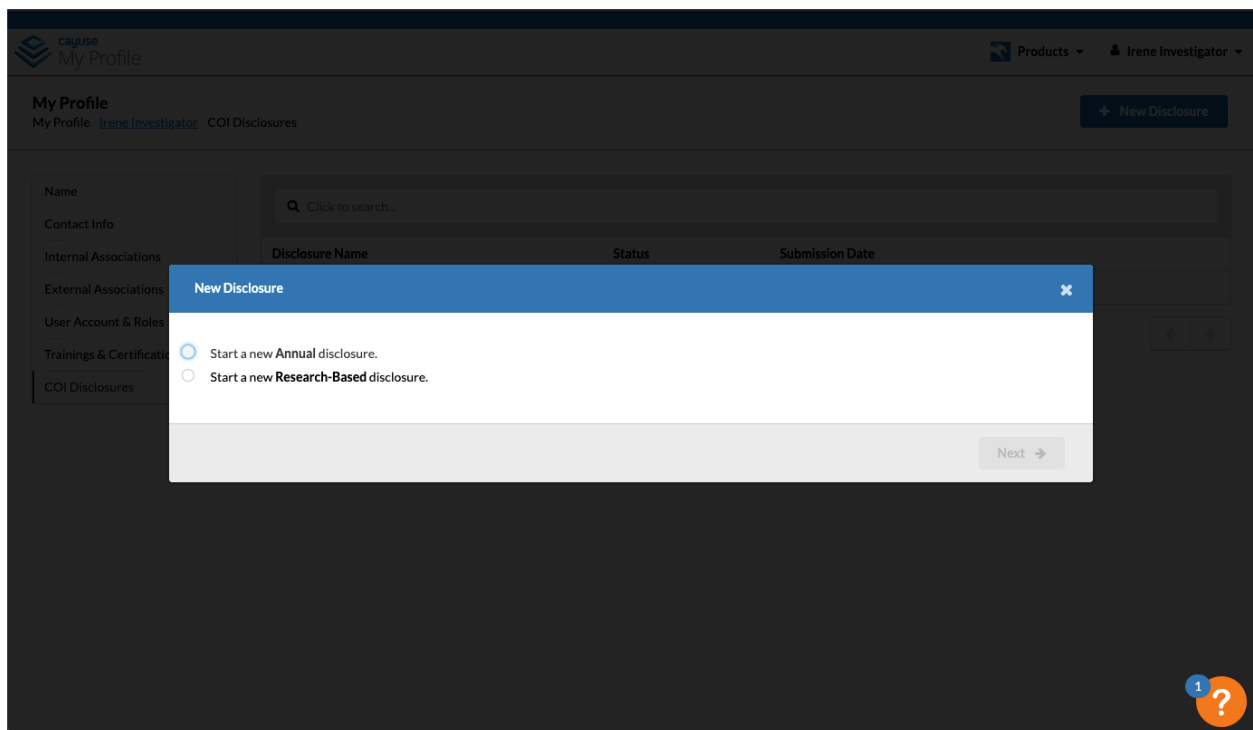 cayuse
My Profile
Products
Irene Investigator
My Profile
My Profile / Irene Investigator / COI Disclosures
+ New Disclosure
Name
Contact Info
Internal Associations
External Associations
User Account & Roles
Trainings & Certificatio
COI Disclosures
Click to search...
Disclosure Name Status Submission Date
New Disclosure
Start a new Annual disclosure.
Start a new Research-Based disclosure.
Next
1
?